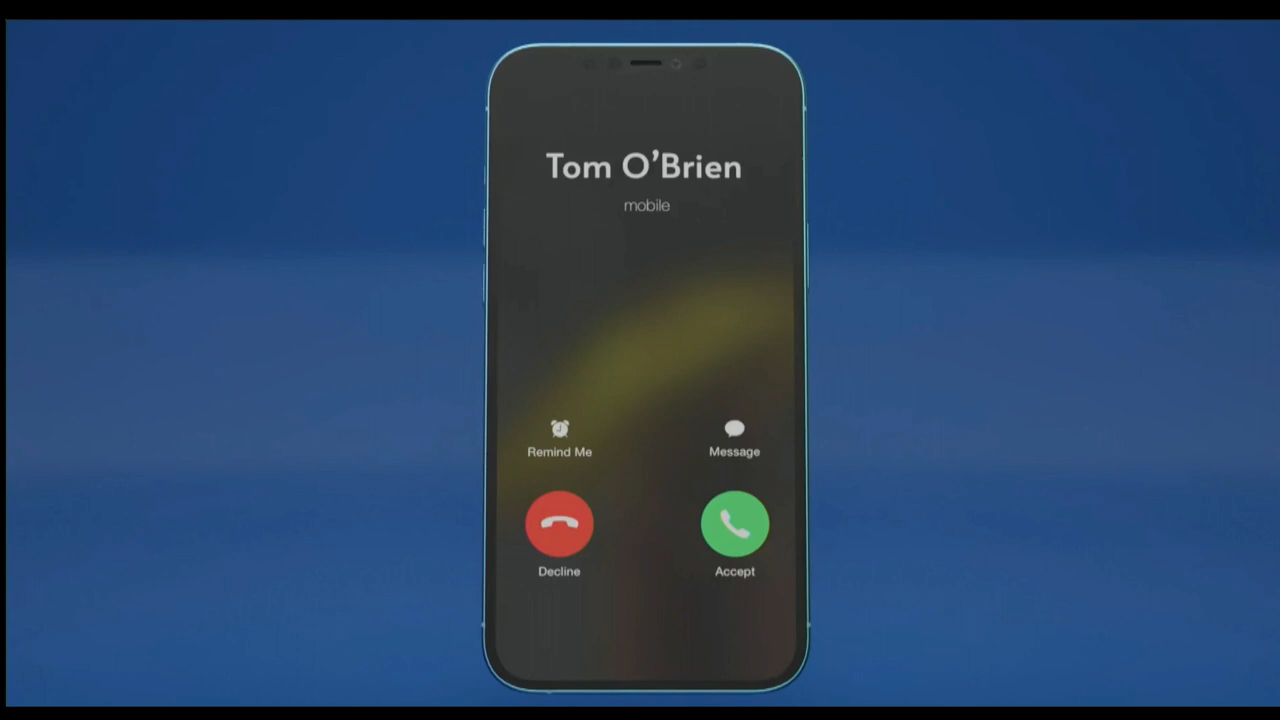 Tom O’Brien
mobile
Remind Me
Message
Decline
Accept